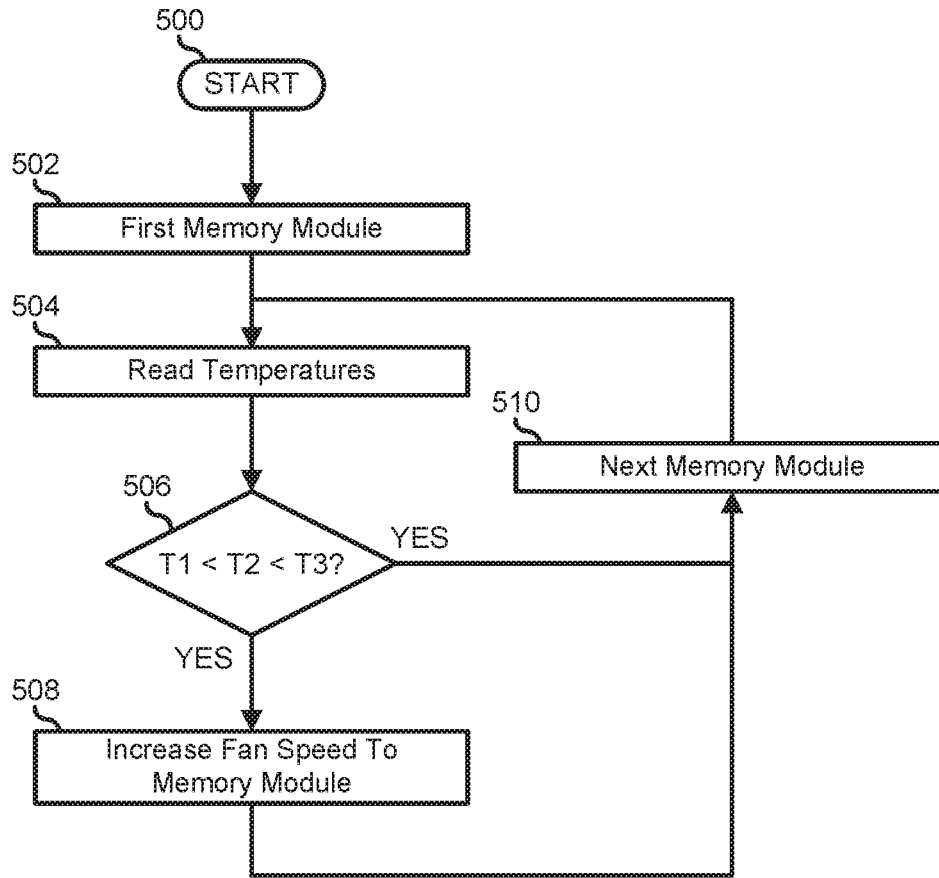 500
START
502
First Memory Module
504
Read Temperatures
510
Next Memory Module
506
T1 < T2 < T3?
YES
YES
508
Increase Fan Speed To
Memory Module